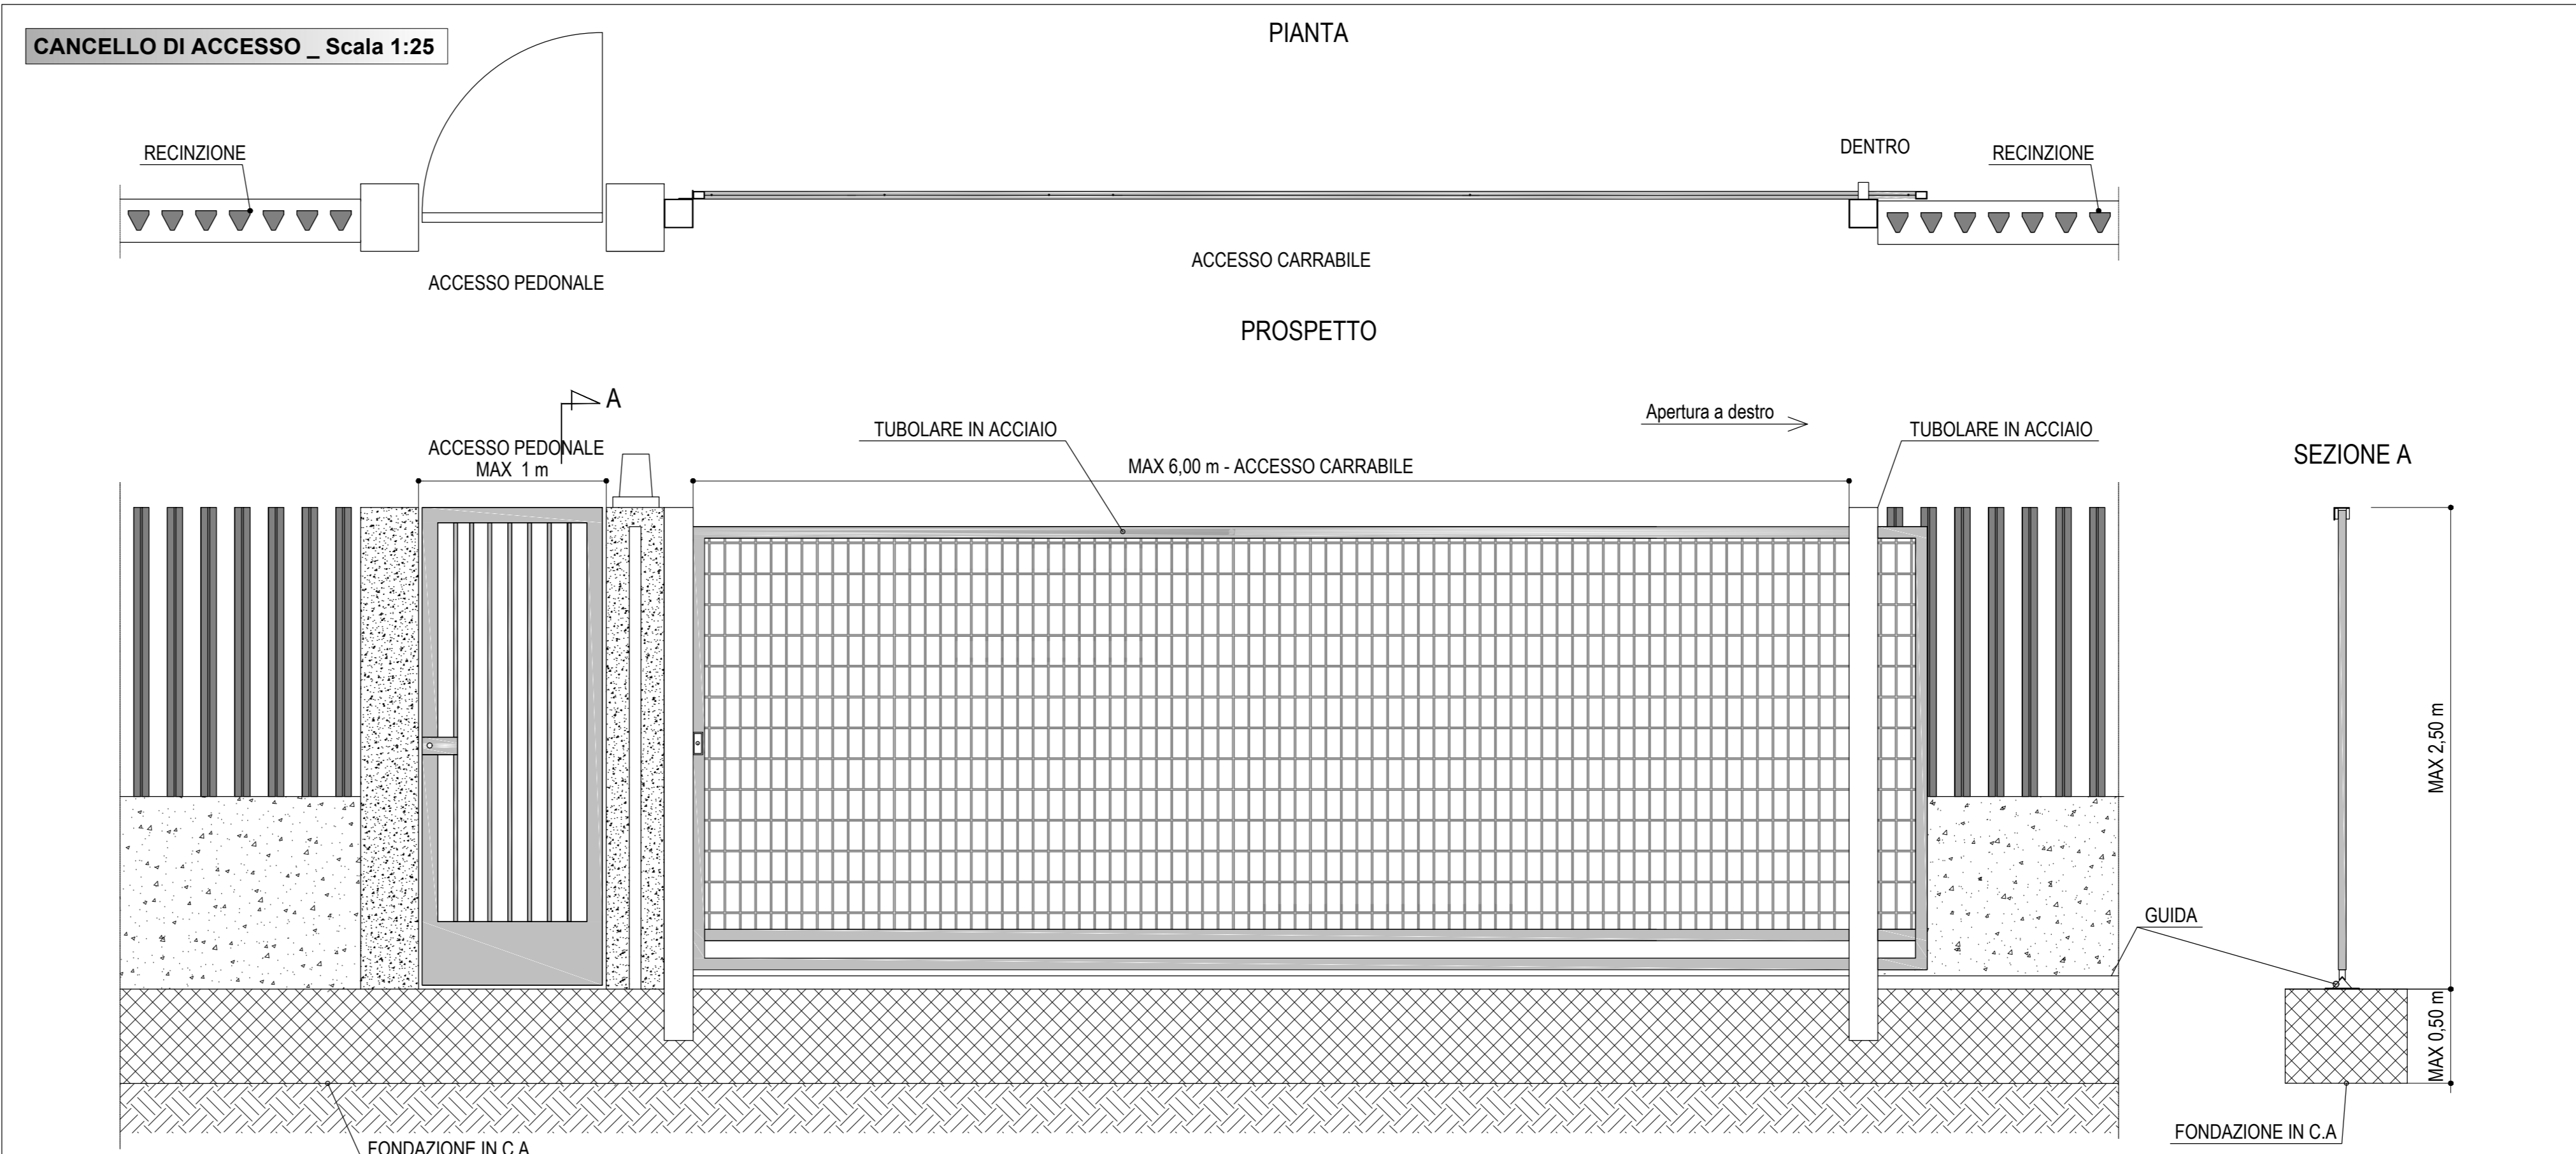 PIANTA
CANCELLO DI ACCESSO _ Scala 1:25
RECINZIONE
DENTRO
RECINZIONE
ACCESSO CARRABILE
ACCESSO PEDONALE
PROSPETTO
A
Apertura a destro
ACCESSO PEDONALE
MAX 1 m
TUBOLARE IN ACCIAIO
MAX 6,00 m - ACCESSO CARRABILE
TUBOLARE IN ACCIAIO
SEZIONE A
MAX 2,50 m
GUIDA
MAX 0,50 m
FONDAZIONE IN C.A
FONDAZIONE IN C.A